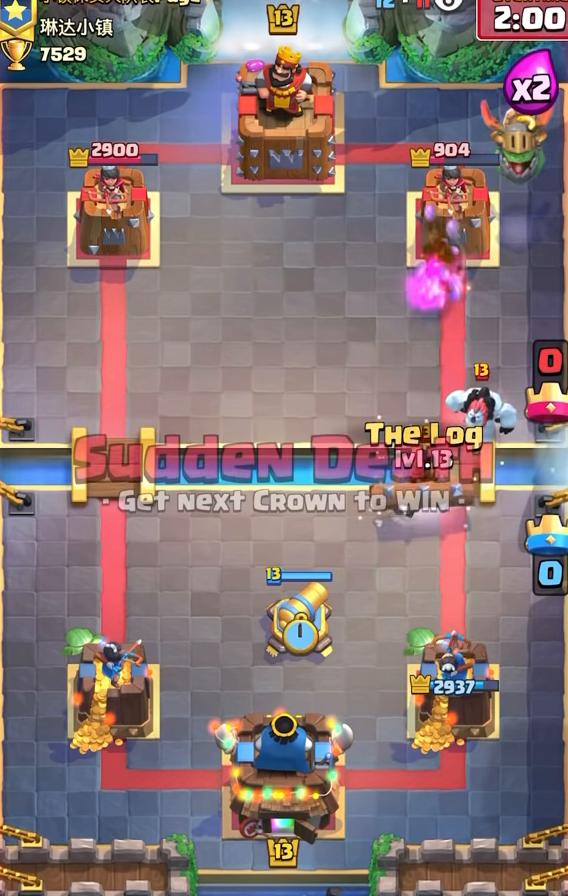 13
琳达小镇
7529
2:00
x2
2900
904
0
13
The Log
lvl.13
Sudden Death
· Get next Crown to WIN ·
0
13
2937
13